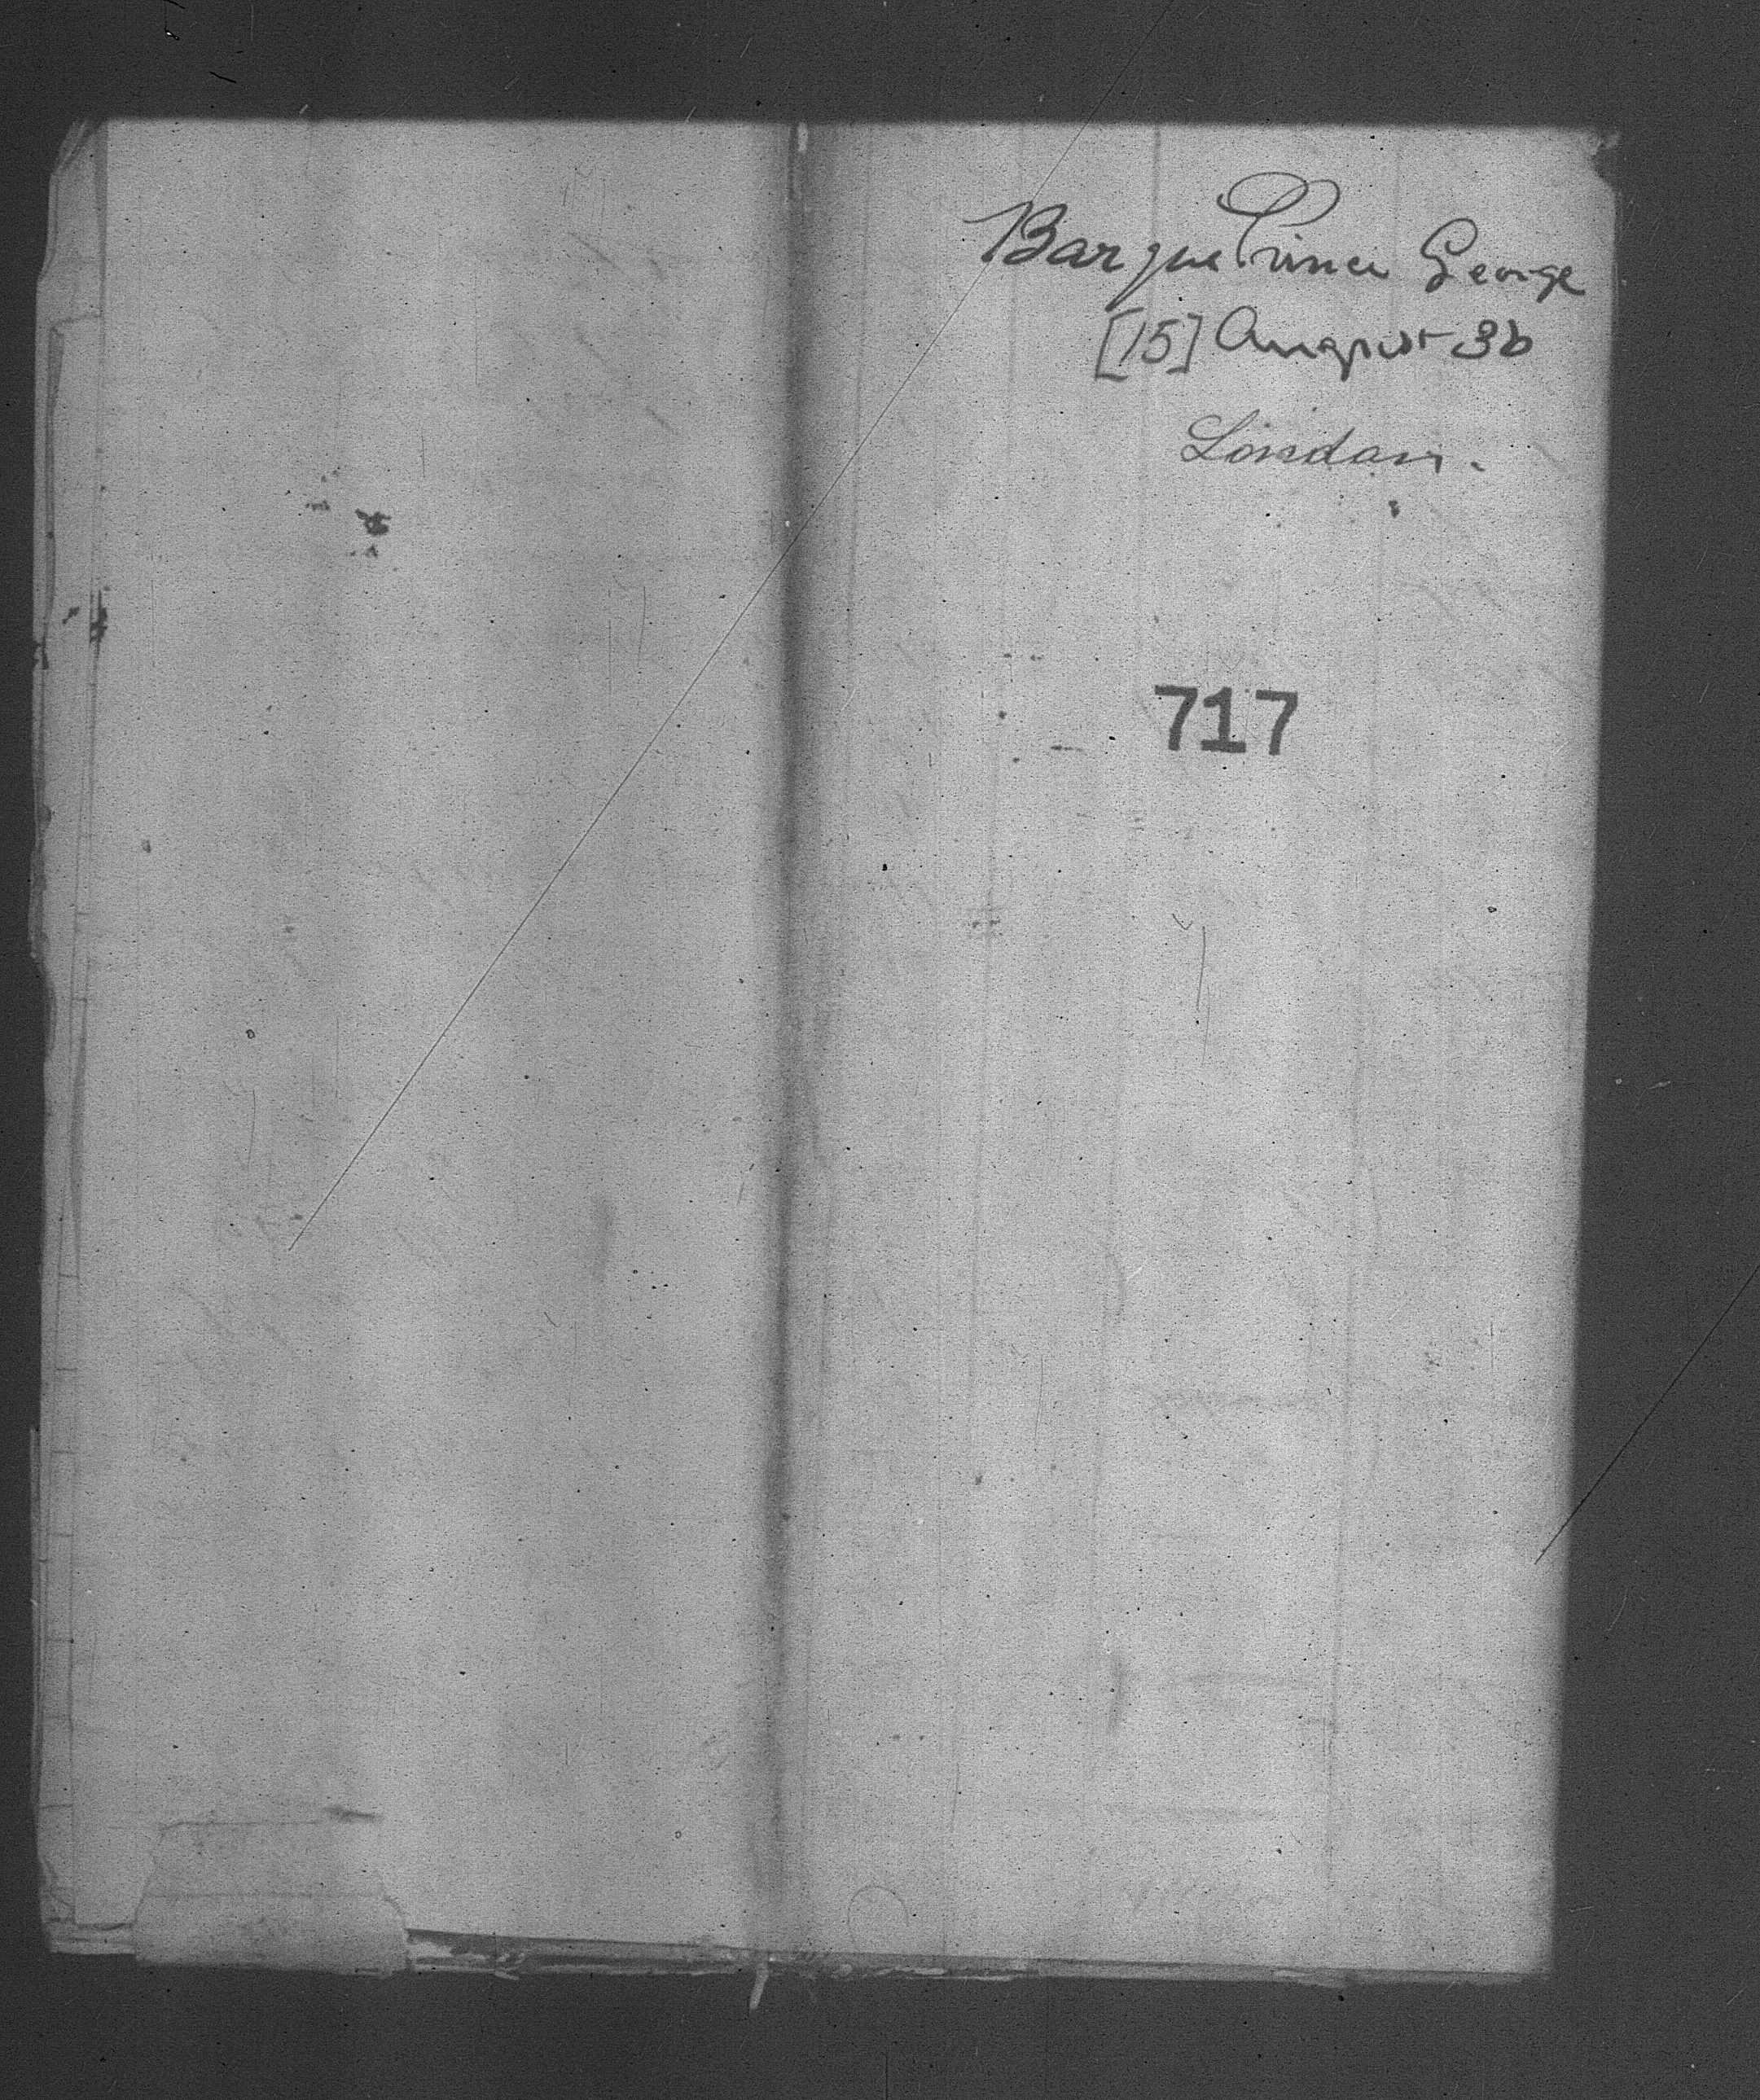 Barque Prince George
[15] August 36
London.
717